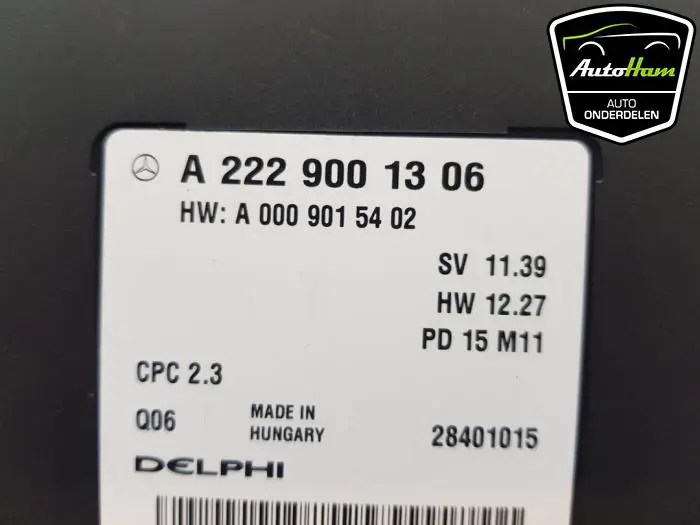 AutoHam
AUTO
ONDERDELEN
A 222 900 13 06
HW: A 000 901 54 02
SV 11.39
HW 12.27
PD 15 M11
CPC 2.3
Q06
MADE IN
HUNGARY
28401015
DELPHI